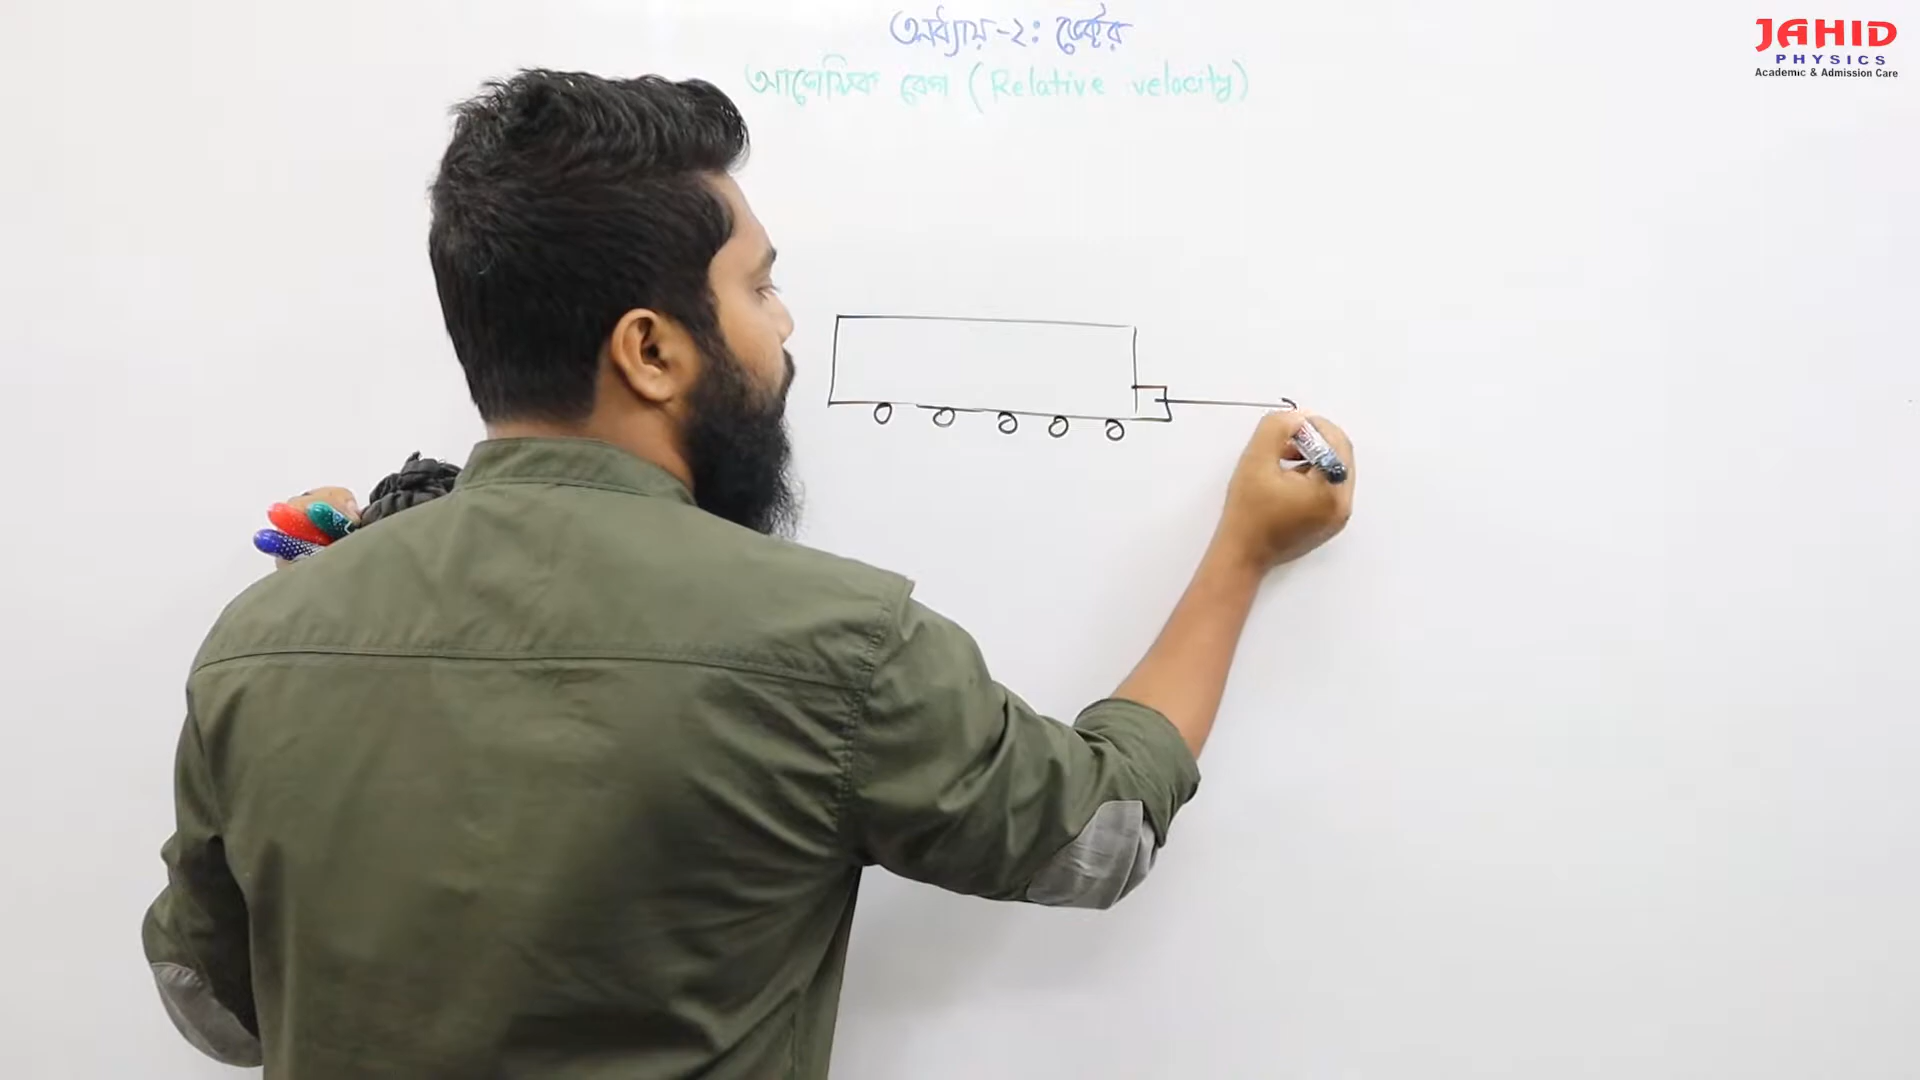 অধ্যায়-২: ভেক্টর
আপেক্ষিক বেগ (Relative velocity)
JAHID
PHYSICS
Academic & Admission Care